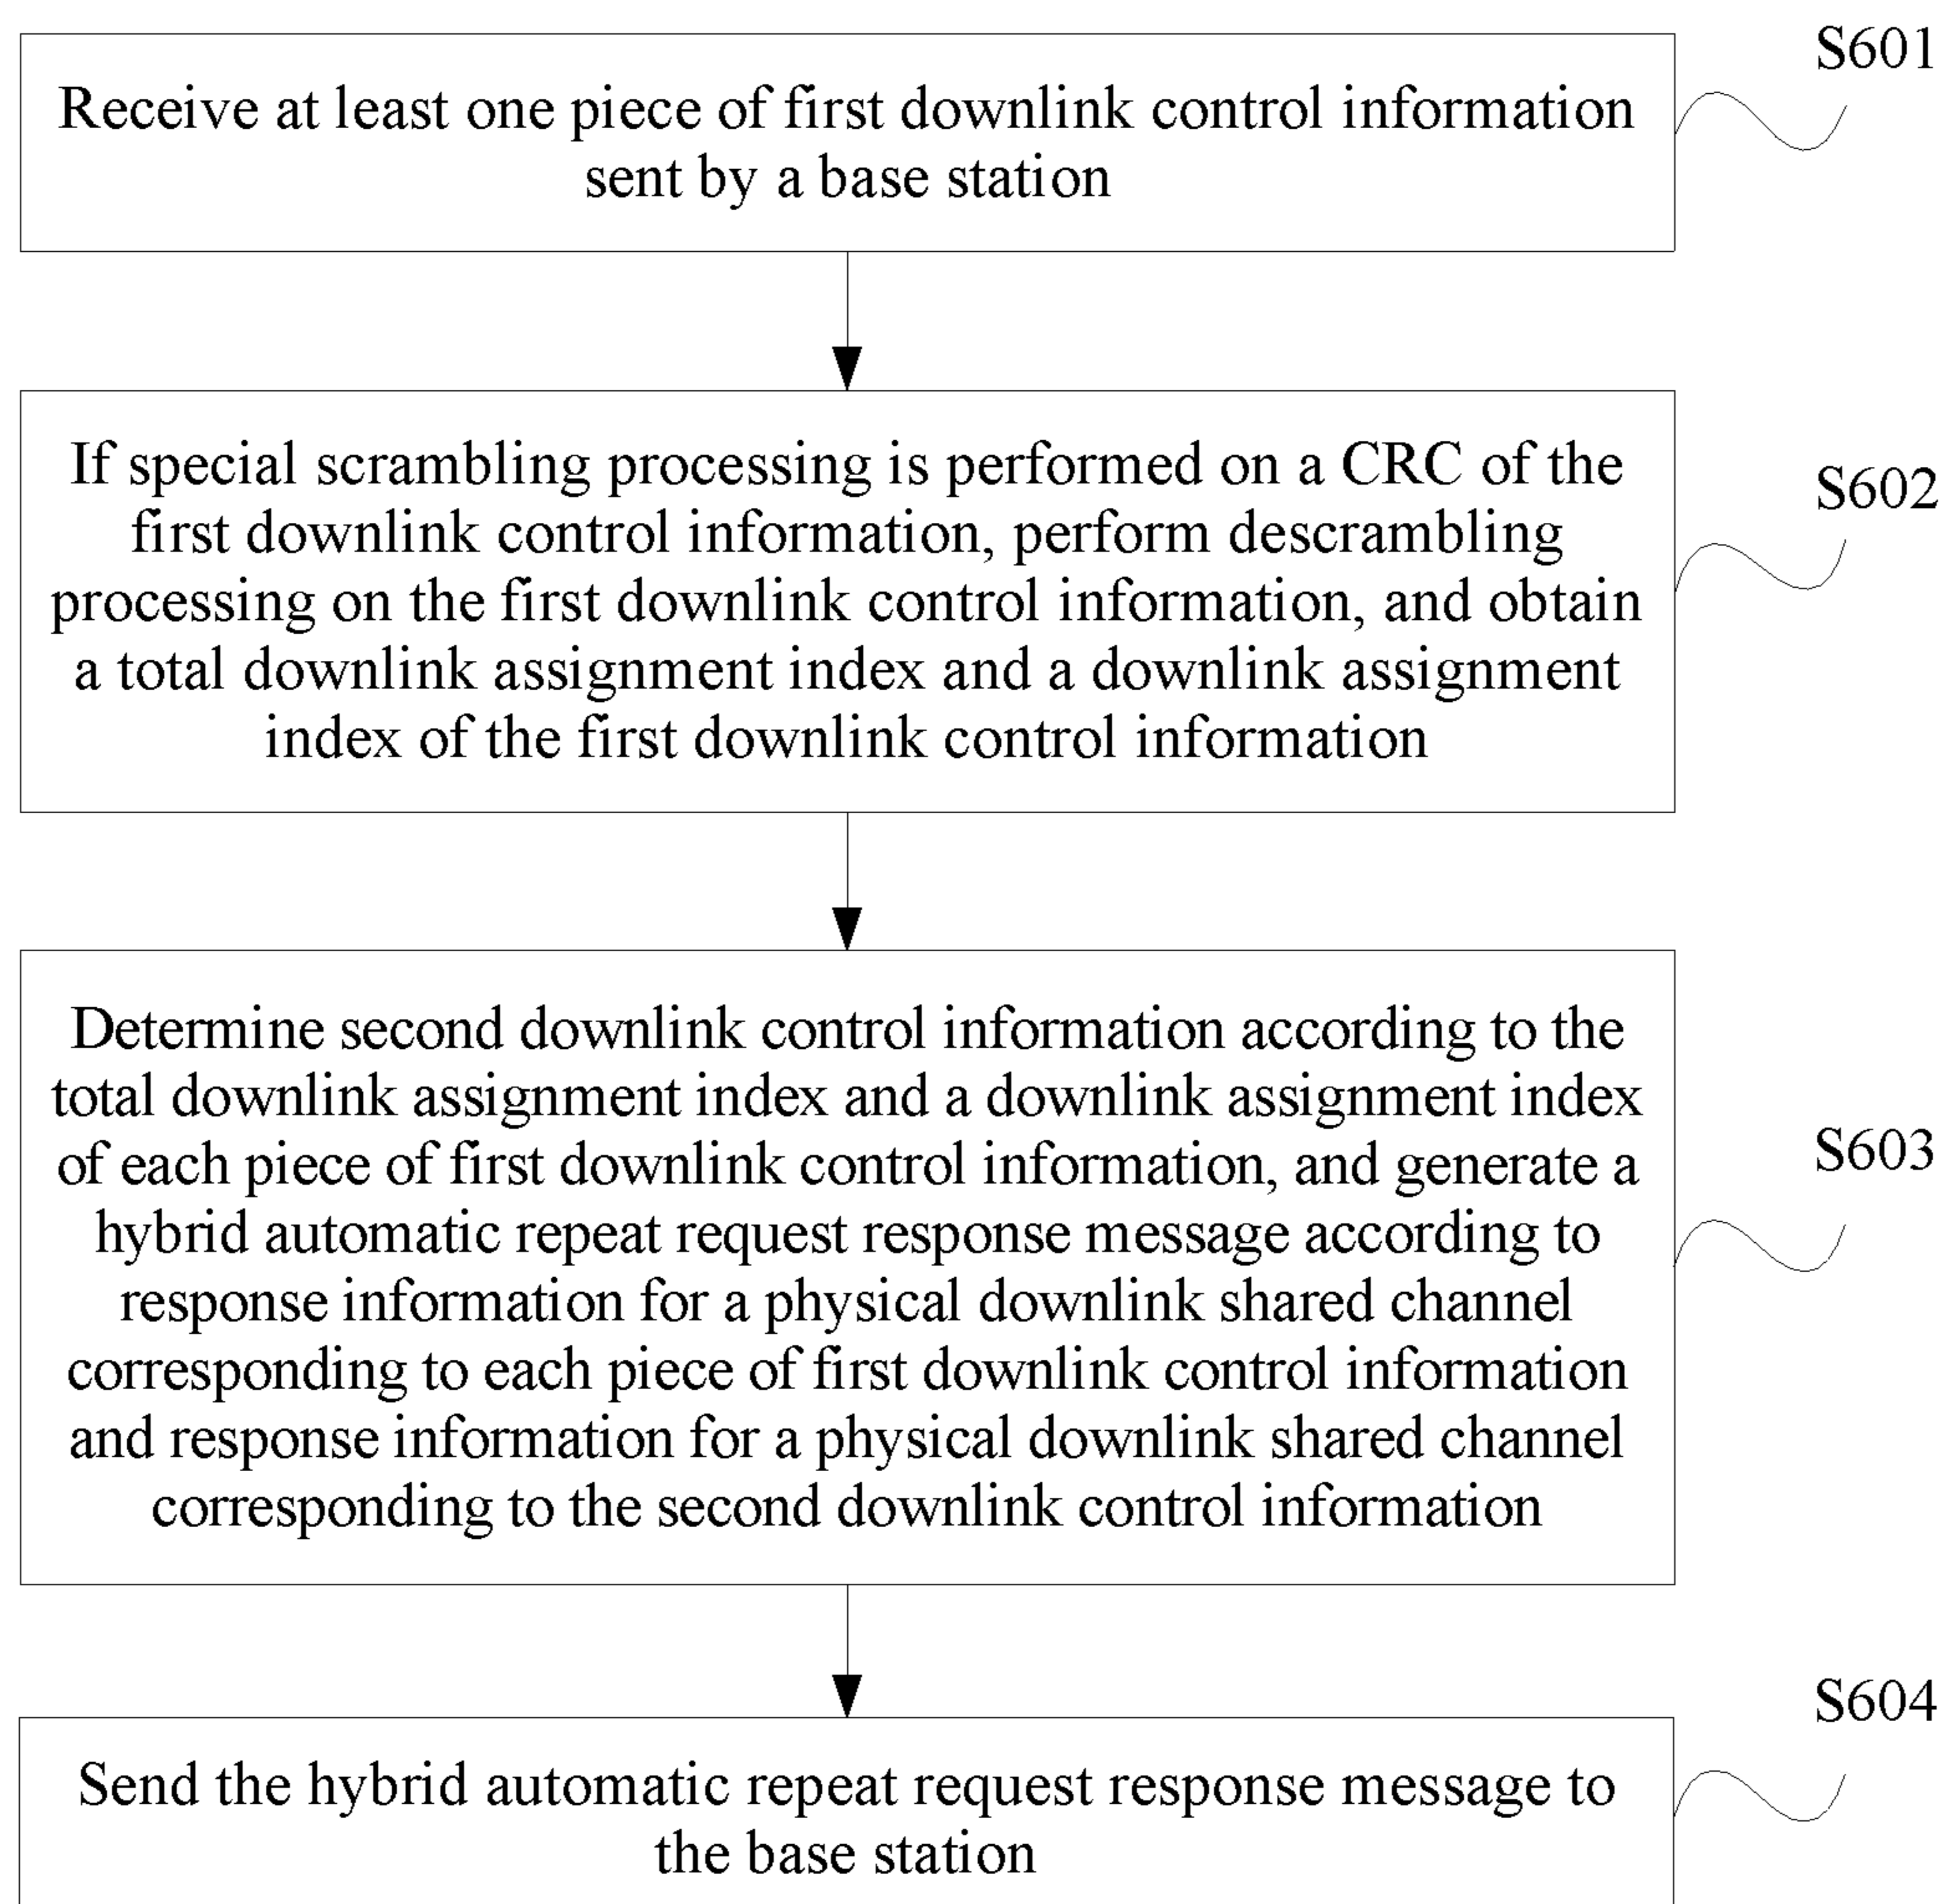 S601
Receive at least one piece of first downlink control information
sent by a base station
If special scrambling processing is performed on a CRC of the
S602
first downlink control information, perform descrambling
processing on the first downlink control information, and obtain
a total downlink assignment index and a downlink assignment
index of the first downlink control information
Determine second downlink control information according to the
total downlink assignment index and a downlink assignment index
S603
of each piece of first downlink control information, and generate a
hybrid automatic repeat request response message according to
response information for a physical downlink shared channel
corresponding to each piece of first downlink control information
and response information for a physical downlink shared channel
corresponding to the second downlink control information
S604
Send the hybrid automatic repeat request response message to
the base station